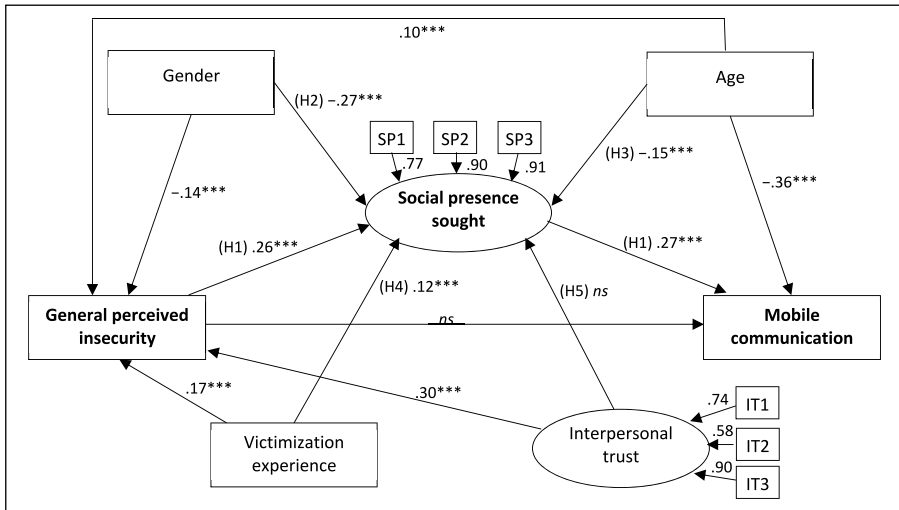 .10***
Gender
Age
(H2) −.27***
SP1
SP2
SP3
.77
.90
.91
(H3) −.15***
−.14***
Social presence
sought
−.36***
(H1) .26***
(H1) .27***
(H4) .12***
(H5) ns
General perceived
insecurity
ns
Mobile
communication
.17***
.30***
.74
IT1
Victimization
experience
Interpersonal
trust
.58
IT2
.90
IT3